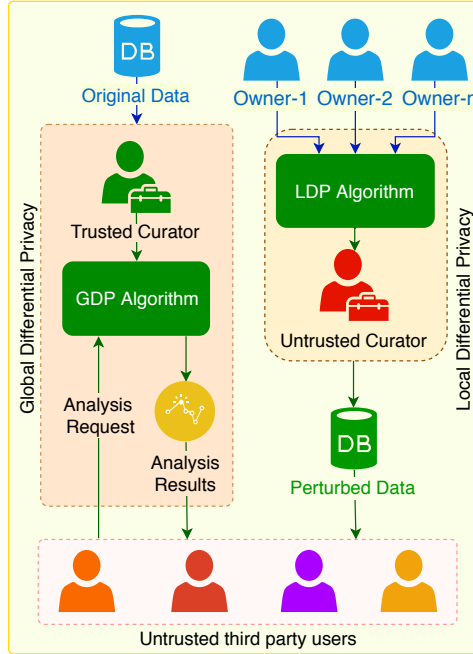 DB
Original Data
Owner-1
Owner-2
Owner-n
Global Differential Privacy
Trusted Curator
GDP Algorithm
Analysis
Request
Analysis
Results
LDP Algorithm
Untrusted Curator
Local Differential Privacy
DB
Perturbed Data
Untrusted third party users